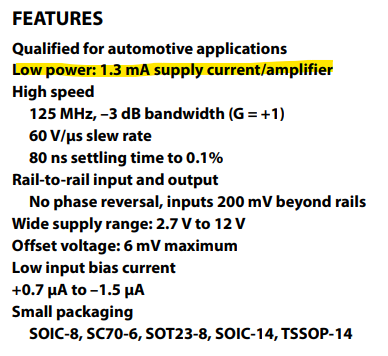 FEATURES
Qualified for automotive applications
Low power: 1.3 mA supply current/amplifier
High speed
125 MHz, –3 dB bandwidth (G = +1)
60 V/µs slew rate
80 ns settling time to 0.1%
Rail-to-rail input and output
No phase reversal, inputs 200 mV beyond rails
Wide supply range: 2.7 V to 12 V
Offset voltage: 6 mV maximum
Low input bias current
+0.7 µA to –1.5 µA
Small packaging
SOIC-8, SC70-6, SOT23-8, SOIC-14, TSSOP-14